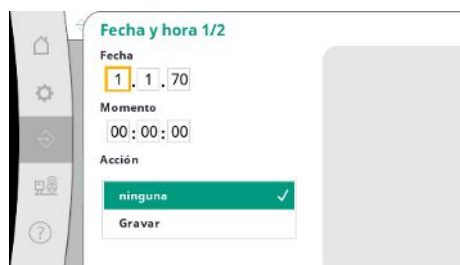 Fecha y hora 1/2
Fecha
1 . 1 . 70
Momento
00 : 00 : 00
Acción
ninguna
Gravar
?